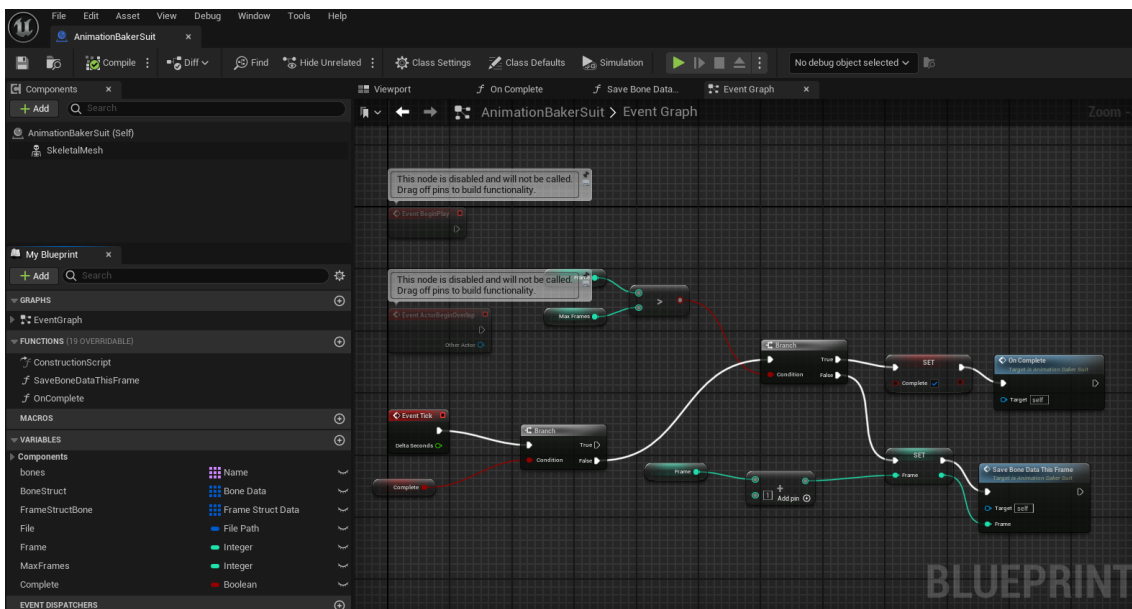 File Edit Asset View Debug Window Tools Help
AnimationBakerSuit
Compile Diff Find Hide Unrelated Class Settings Class Defaults Simulation No debug object selected
Components
Viewport On Complete Save Bone Data... Event Graph
Add Search
AnimationBakerSuit > Event Graph Zoom -
AnimationBakerSuit (Self)
SkeletalMesh
This node is disabled and will not be called.
Drag off pins to build functionality.
Event BeginPlay
My Blueprint
Add Search
This node is disabled and will not be called.
Drag off pins to build functionality.
Frame
>
Max Frames
Event ActorBeginOverlap
Other Actor
GRAPHS
EventGraph
FUNCTIONS (19 OVERRIDABLE)
ConstructionScript
SaveBoneDataThisFrame
OnComplete
MACROS
VARIABLES
Components
bones Name
BoneStruct Bone Data
FrameStructBone Frame Struct Data
File File Path
Frame Integer
MaxFrames Integer
Complete Boolean
EVENT DISPATCHERS
Branch
True
Condition False
SET
Complete
On Complete
Target is Animation Baker Suit
Target self
Event Tick
Delta Seconds
Branch
True
Condition False
Complete
Frame
+
1 Add pin
SET
Frame
Save Bone Data This Frame
Target is Animation Baker Suit
Target self
Frame
BLUEPRINT